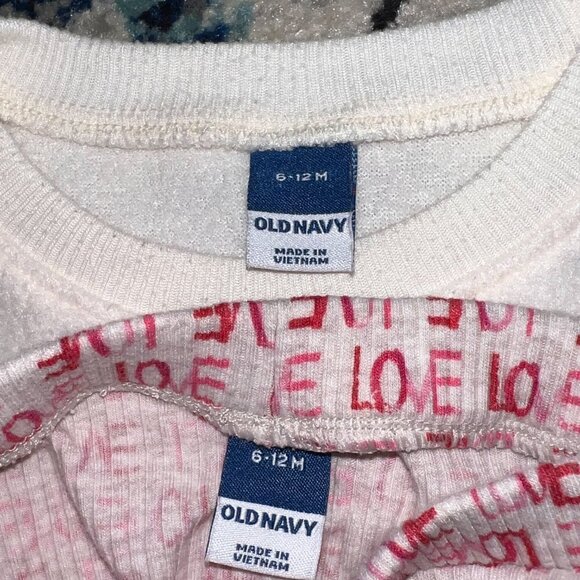 6-12 M
OLD NAVY
MADE IN
VIETNAM
LOVE LOVE
6-12 M
OLD NAVY
MADE IN
VIETNAM
LOVE